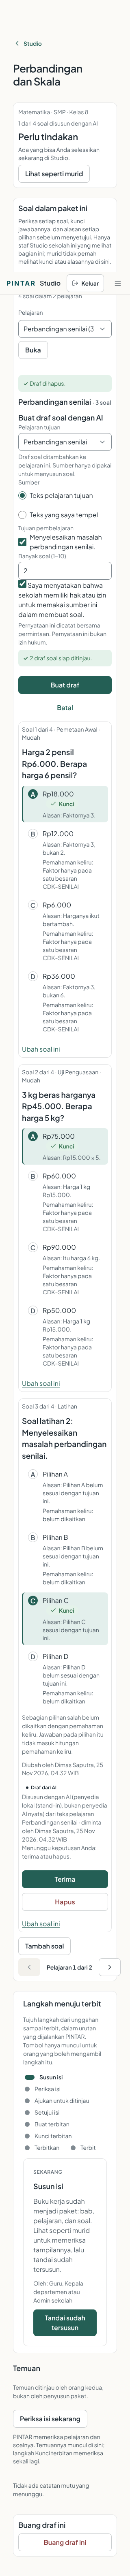 Studio
Perbandingan
dan Skala
Matematika · SMP · Kelas 8
1 dari 4 soal disusun dengan AI
Perlu tindakan
Ada yang bisa Anda selesaikan
sekarang di Studio.
Lihat seperti murid
Soal dalam paket ini
Periksa setiap soal, kunci
jawabannya, dan alasan setiap
pilihan sebelum menyetujui. Hanya
staf Studio sekolah ini yang melihat
bagian ini, murid tidak pernah
melihat kunci atau alasannya di sini.
PINTAR
Studio
Keluar
4 soal dalam 2 pelajaran
Pelajaran
Perbandingan senilai (3
Buka
Draf dihapus.
Perbandingan senilai · 3 soal
Buat draf soal dengan AI
Pelajaran tujuan
Perbandingan senilai
Draf soal ditambahkan ke
pelajaran ini. Sumber hanya dipakai
untuk menyusun soal.
Sumber
Teks pelajaran tujuan
Teks yang saya tempel
Tujuan pembelajaran
Menyelesaikan masalah
perbandingan senilai.
Banyak soal (1–10)
2
Saya menyatakan bahwa
sekolah memiliki hak atau izin
untuk memakai sumber ini
dalam membuat soal.
Pernyataan ini dicatat bersama
permintaan. Pernyataan ini bukan
izin hukum.
2 draf soal siap ditinjau.
Buat draf
Batal
Soal 1 dari 4 · Pemetaan Awal ·
Mudah
Harga 2 pensil
Rp6.000. Berapa
harga 6 pensil?
A
Rp18.000
Kunci
Alasan: Faktornya 3.
B
Rp12.000
Alasan: Faktornya 3,
bukan 2.
Pemahaman keliru:
Faktor hanya pada
satu besaran
CDK-SENILAI
C
Rp6.000
Alasan: Harganya ikut
bertambah.
Pemahaman keliru:
Faktor hanya pada
satu besaran
CDK-SENILAI
D
Rp36.000
Alasan: Faktornya 3,
bukan 6.
Pemahaman keliru:
Faktor hanya pada
satu besaran
CDK-SENILAI
Ubah soal ini
Soal 2 dari 4 · Uji Penguasaan ·
Mudah
3 kg beras harganya
Rp45.000. Berapa
harga 5 kg?
A
Rp75.000
Kunci
Alasan: Rp15.000 × 5.
B
Rp60.000
Alasan: Harga 1 kg
Rp15.000.
Pemahaman keliru:
Faktor hanya pada
satu besaran
CDK-SENILAI
C
Rp90.000
Alasan: Itu harga 6 kg.
Pemahaman keliru:
Faktor hanya pada
satu besaran
CDK-SENILAI
D
Rp50.000
Alasan: Harga 1 kg
Rp15.000.
Pemahaman keliru:
Faktor hanya pada
satu besaran
CDK-SENILAI
Ubah soal ini
Soal 3 dari 4 · Latihan
Soal latihan 2:
Menyelesaikan
masalah perbandingan
senilai.
A
Pilihan A
Alasan: Pilihan A belum
sesuai dengan tujuan
ini.
Pemahaman keliru:
belum dikaitkan
B
Pilihan B
Alasan: Pilihan B belum
sesuai dengan tujuan
ini.
Pemahaman keliru:
belum dikaitkan
C
Pilihan C
Kunci
Alasan: Pilihan C
sesuai dengan tujuan
ini.
D
Pilihan D
Alasan: Pilihan D
belum sesuai dengan
tujuan ini.
Pemahaman keliru:
belum dikaitkan
Sebagian pilihan salah belum
dikaitkan dengan pemahaman
keliru. Jawaban pada pilihan itu
tidak masuk hitungan
pemahaman keliru.
Diubah oleh Dimas Saputra, 25
Nov 2026, 04.32 WIB
Draf dari AI
Disusun dengan AI (penyedia
lokal (stand-in), bukan penyedia
AI nyata) dari teks pelajaran
Perbandingan senilai · diminta
oleh Dimas Saputra, 25 Nov
2026, 04.32 WIB
Menunggu keputusan Anda:
terima atau hapus.
Terima
Hapus
Ubah soal ini
Tambah soal
Pelajaran 1 dari 2
Langkah menuju terbit
Tujuh langkah dari unggahan
sampai terbit, dalam urutan
yang dijalankan PINTAR.
Tombol hanya muncul untuk
orang yang boleh mengambil
langkah itu.
Susun isi
Periksa isi
Ajukan untuk ditinjau
Setujui isi
Buat terbitan
Kunci terbitan
Terbitkan
Terbit
SEKARANG
Susun isi
Buku kerja sudah
menjadi paket: bab,
pelajaran, dan soal.
Lihat seperti murid
untuk memeriksa
tampilannya, lalu
tandai sudah
tersusun.
Oleh: Guru, Kepala
departemen atau
Admin sekolah
Tandai sudah
tersusun
Temuan
Temuan ditinjau oleh orang kedua,
bukan oleh penyusun paket.
Periksa isi sekarang
PINTAR memeriksa pelajaran dan
soalnya. Temuannya muncul di sini;
langkah Kunci terbitan memeriksa
sekali lagi.
Tidak ada catatan mutu yang
menunggu.
Buang draf ini
Buang draf ini